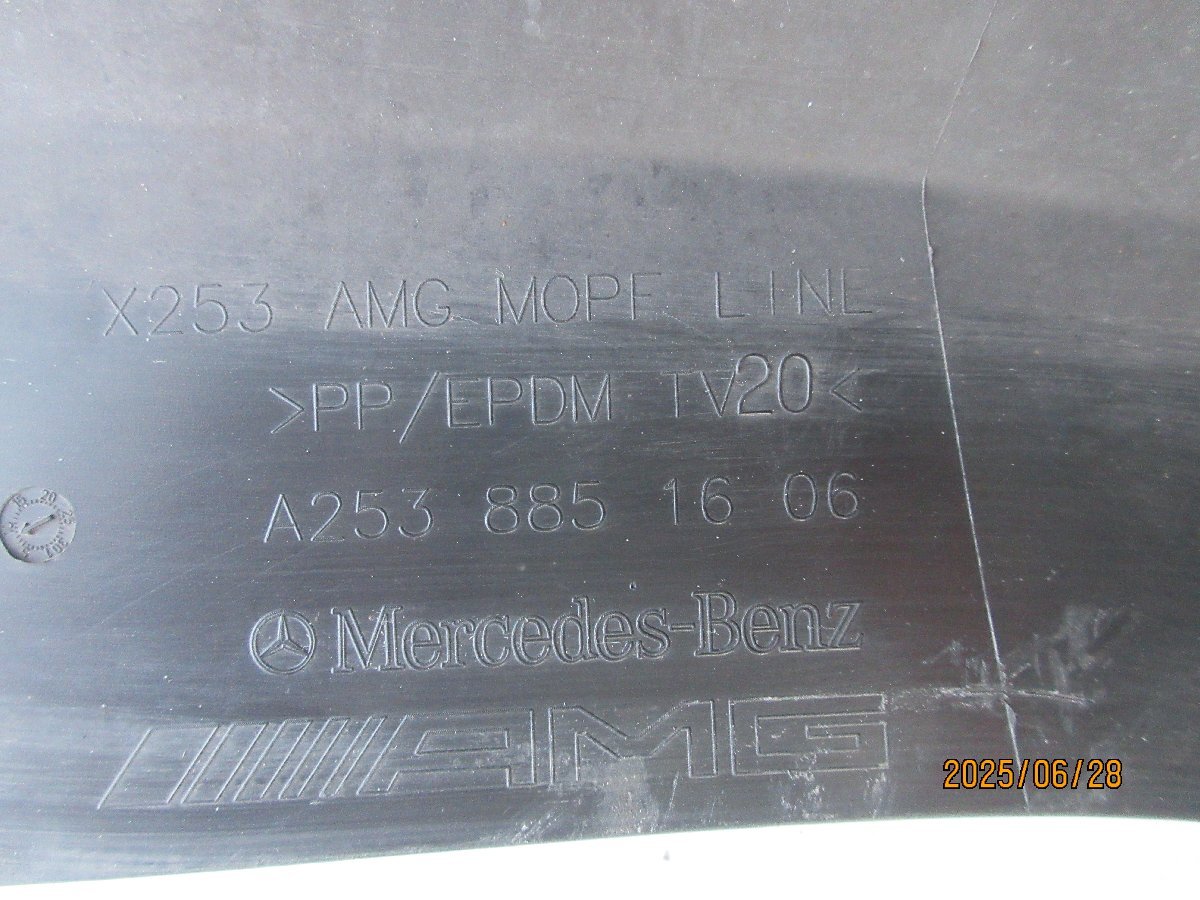 X253 AMG MOPF LINE
>PP/EPDM TV20<
A253 885 16 06
Mercedes-Benz
AMG
2025/06/28